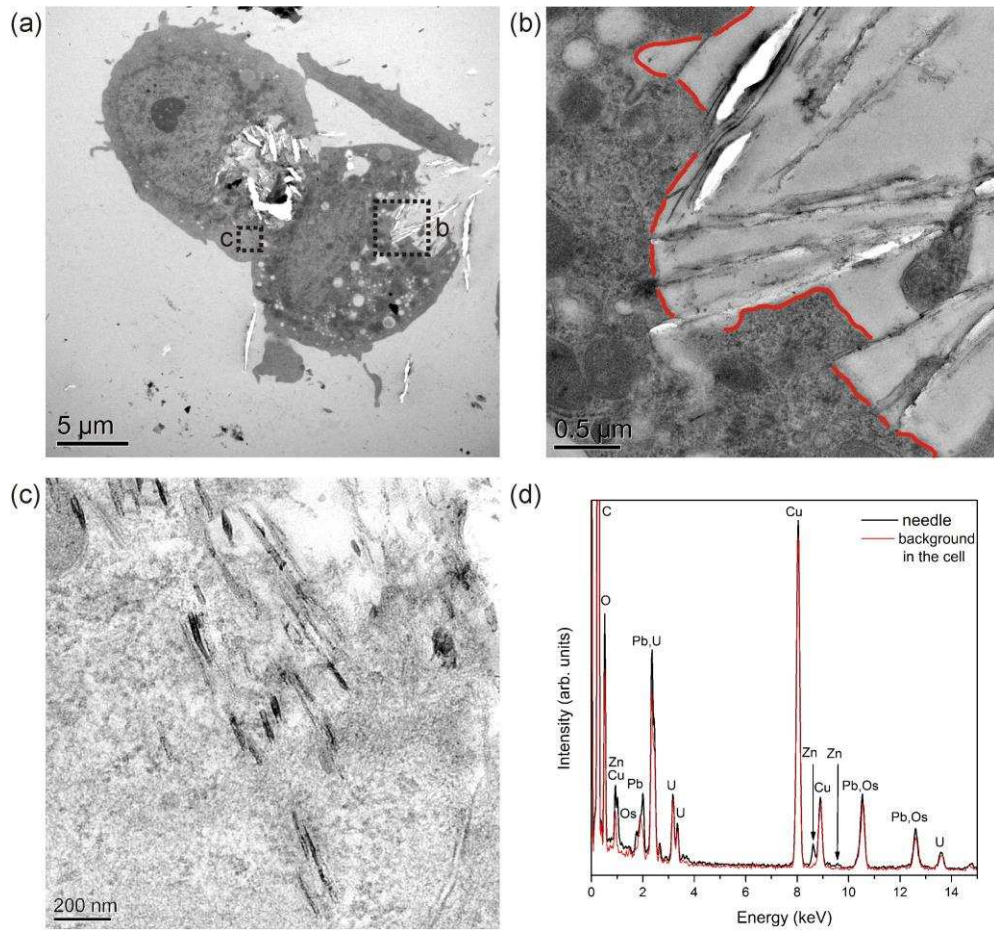 (a)
c
b
5 μm
(b)
0.5 μm
(c)
200 nm
(d)
C
O
Zn
Cu
Os
Pb
Pb,U
U
U
Cu
Zn
Zn
Cu
Pb,Os
Pb,Os
U
needle
background
in the cell
Intensity (arb. units)
0 2 4 6 8 10 12 14
Energy (keV)